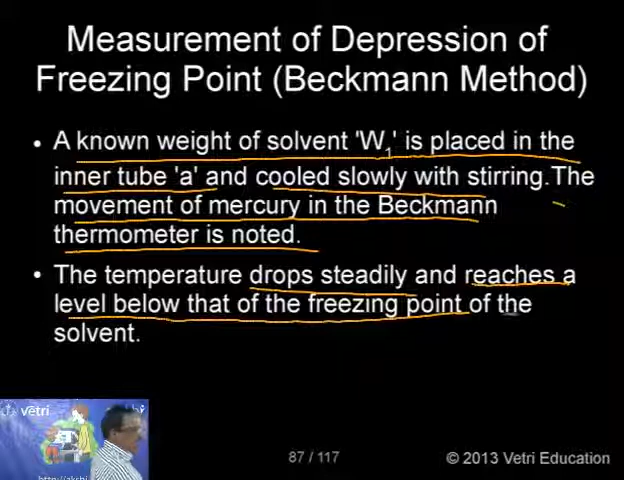 Measurement of Depression of
Freezing Point (Beckmann Method)
• A known weight of solvent 'W1' is placed in the
inner tube 'a' and cooled slowly with stirring.The
movement of mercury in the Beckmann
thermometer is noted.
• The temperature drops steadily and reaches a
level below that of the freezing point of the
solvent.
vetri
87 / 117
© 2013 Vetri Education